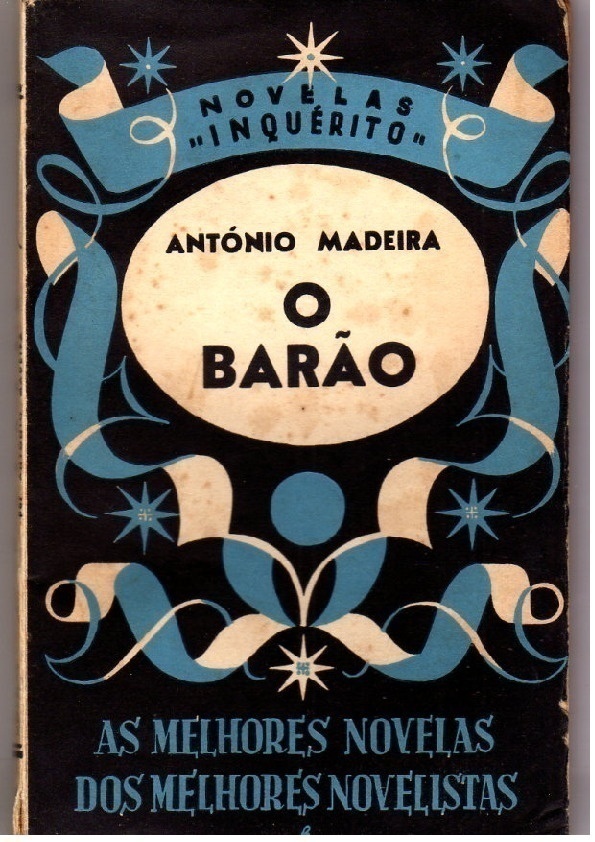 NOVELAS
"INQUÉRITO"
ANTÓNIO MADEIRA
O
BARÃO
AS MELHORES NOVELAS
DOS MELHORES NOVELISTAS